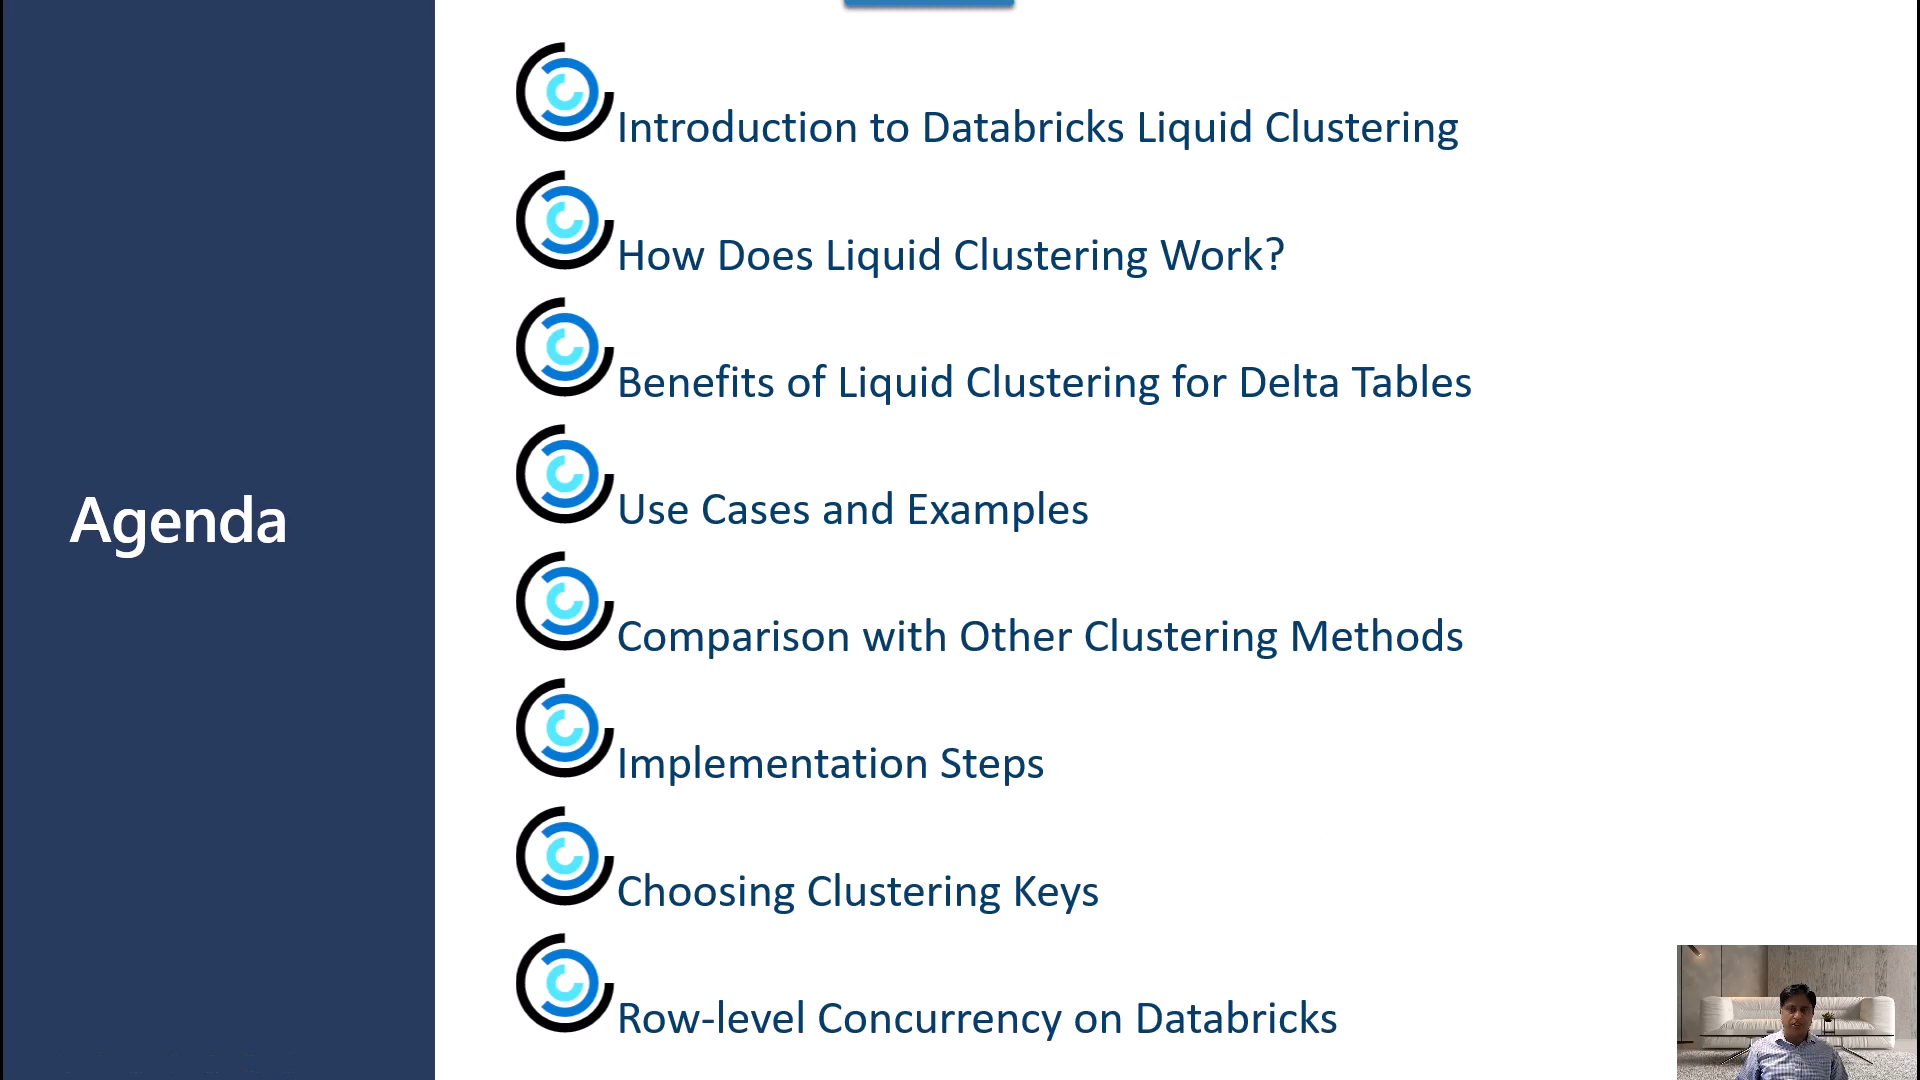 Agenda
Introduction to Databricks Liquid Clustering
How Does Liquid Clustering Work?
Benefits of Liquid Clustering for Delta Tables
Use Cases and Examples
Comparison with Other Clustering Methods
Implementation Steps
Choosing Clustering Keys
Row-level Concurrency on Databricks